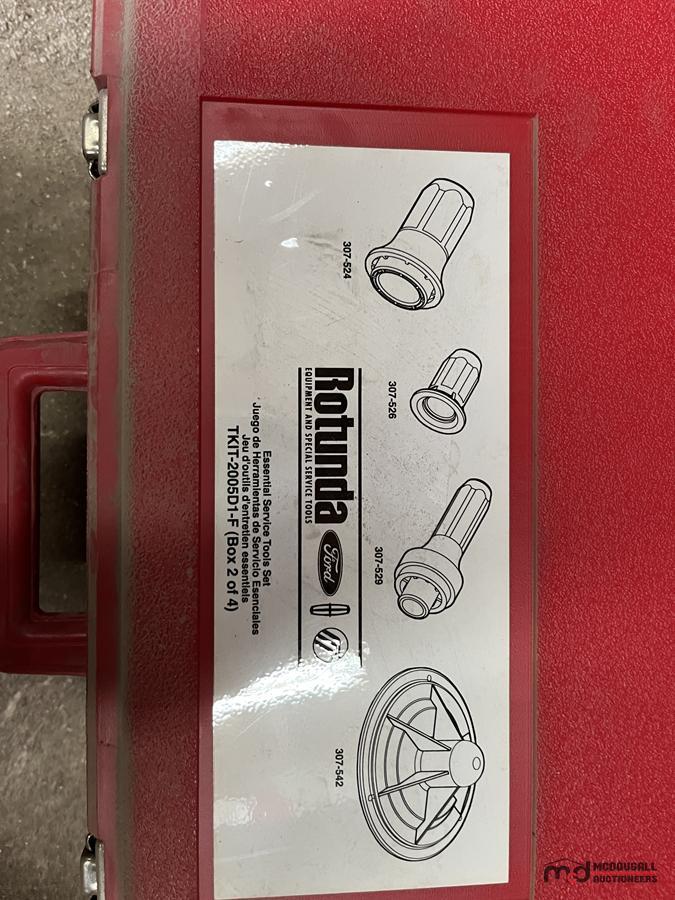 307-524
307-526
307-529
307-542
Rotunda
EQUIPMENT AND SPECIAL SERVICE TOOLS
Ford
Essential Service Tools Set
Juego de Herramientas de Servicio Esenciales
Jeu d'outils d'entretien essentiels
TKIT-2005D1-F (Box 2 of 4)
md MCDOUGALL
AUCTIONEERS